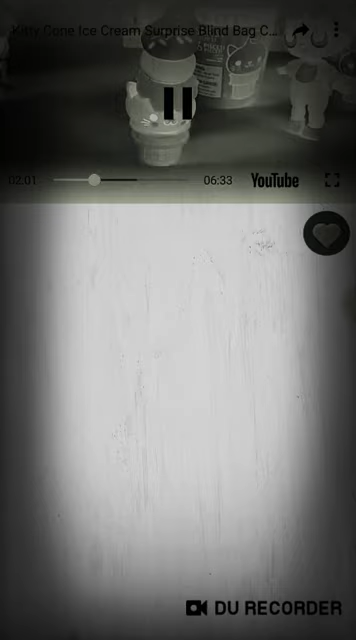 Kitty Cone Ice Cream Surprise Blind Bag C...
02:01
06:33
YouTube
DU RECORDER